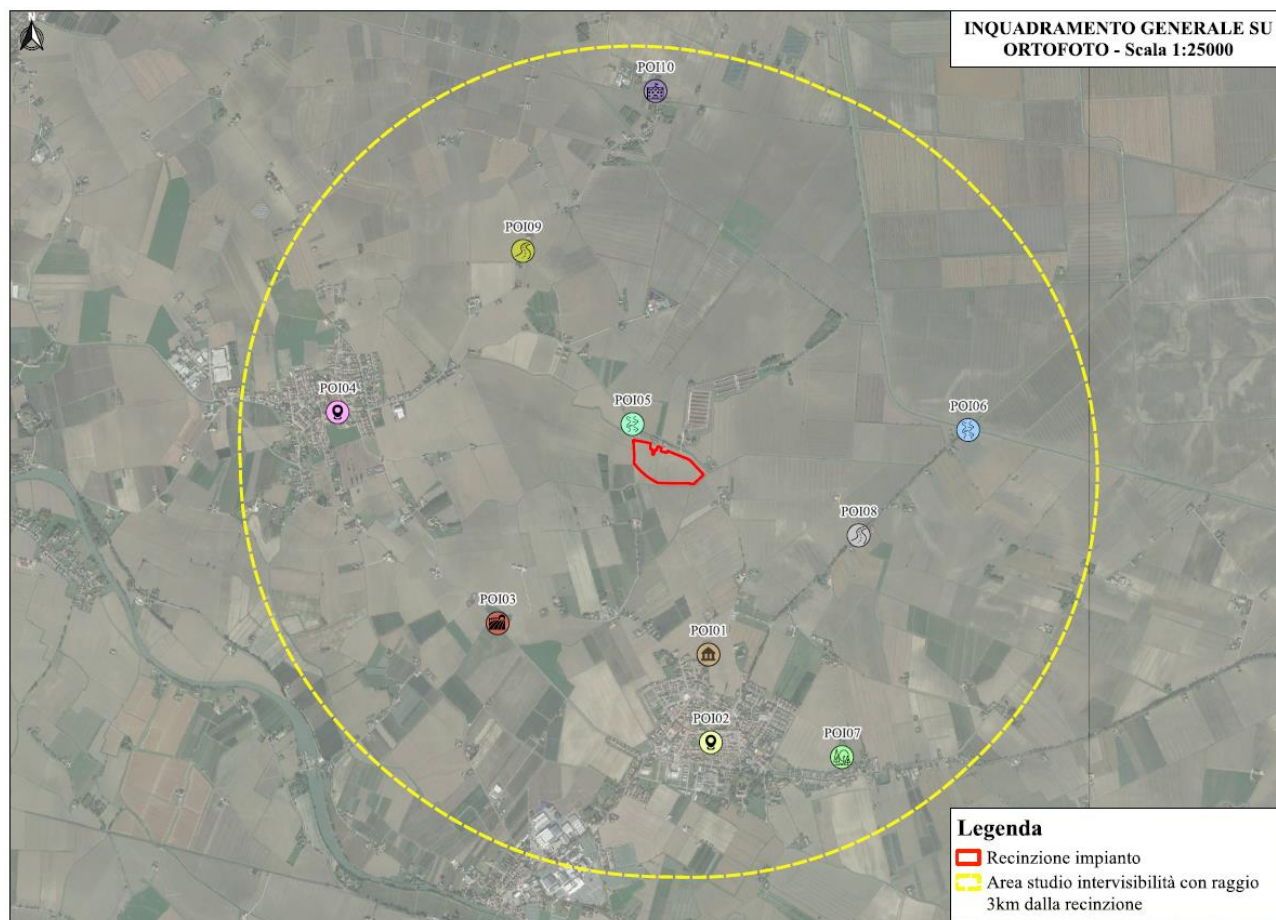 N
INQUADRAMENTO GENERALE SU
ORTOFOTO - Scala 1:25000
POI10
POI09
POI04
POI05
POI06
POI08
POI03
POI01
POI02
POI07
Legenda
Recinzione impianto
Area studio intervisibilità con raggio
3km dalla recinzione